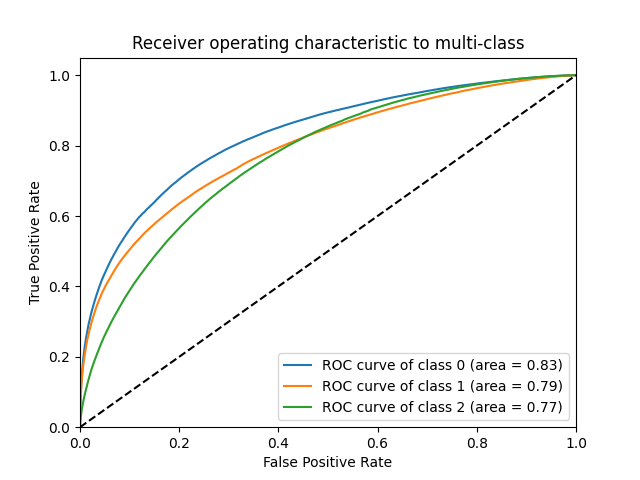 Receiver operating characteristic to multi-class
1.0
0.8
0.6
0.4
0.2
0.0
True Positive Rate
ROC curve of class 0 (area = 0.83)
ROC curve of class 1 (area = 0.79)
ROC curve of class 2 (area = 0.77)
0.0 0.2 0.4 0.6 0.8 1.0
False Positive Rate